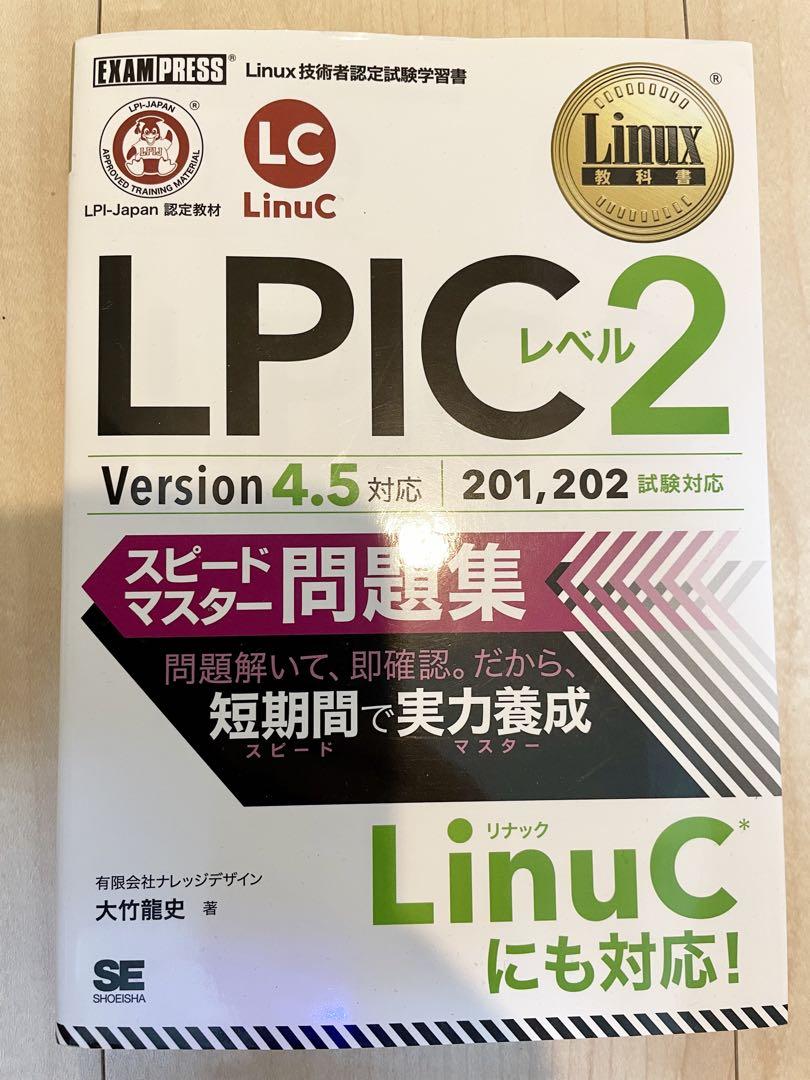 EXAMPRESS®
Linux技術者認定試験学習書
LPI-JAPAN ®
LPIJ
APPROVED TRAINING MATERIAL
LPI-Japan 認定教材
LC
LinuC
®
Linux
教科書
LPICレベル2
Version 4.5 対応
201,202 試験対応
スピード
マスター
問題集
問題解いて、即確認。だから、
短期間で実力養成
スピード マスター
リナック
LinuC*
にも対応!
有限会社ナレッジデザイン
大竹龍史 著
SE
SHOEISHA